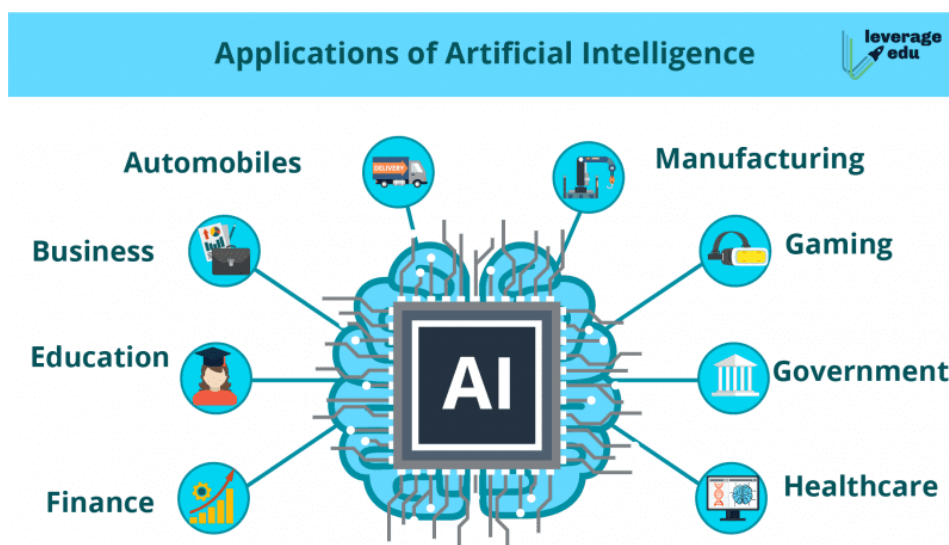 Applications of Artificial Intelligence
leverage
edu
Automobiles
DELIVERY
Manufacturing
Business
Gaming
Education
AI
Government
Finance
Healthcare